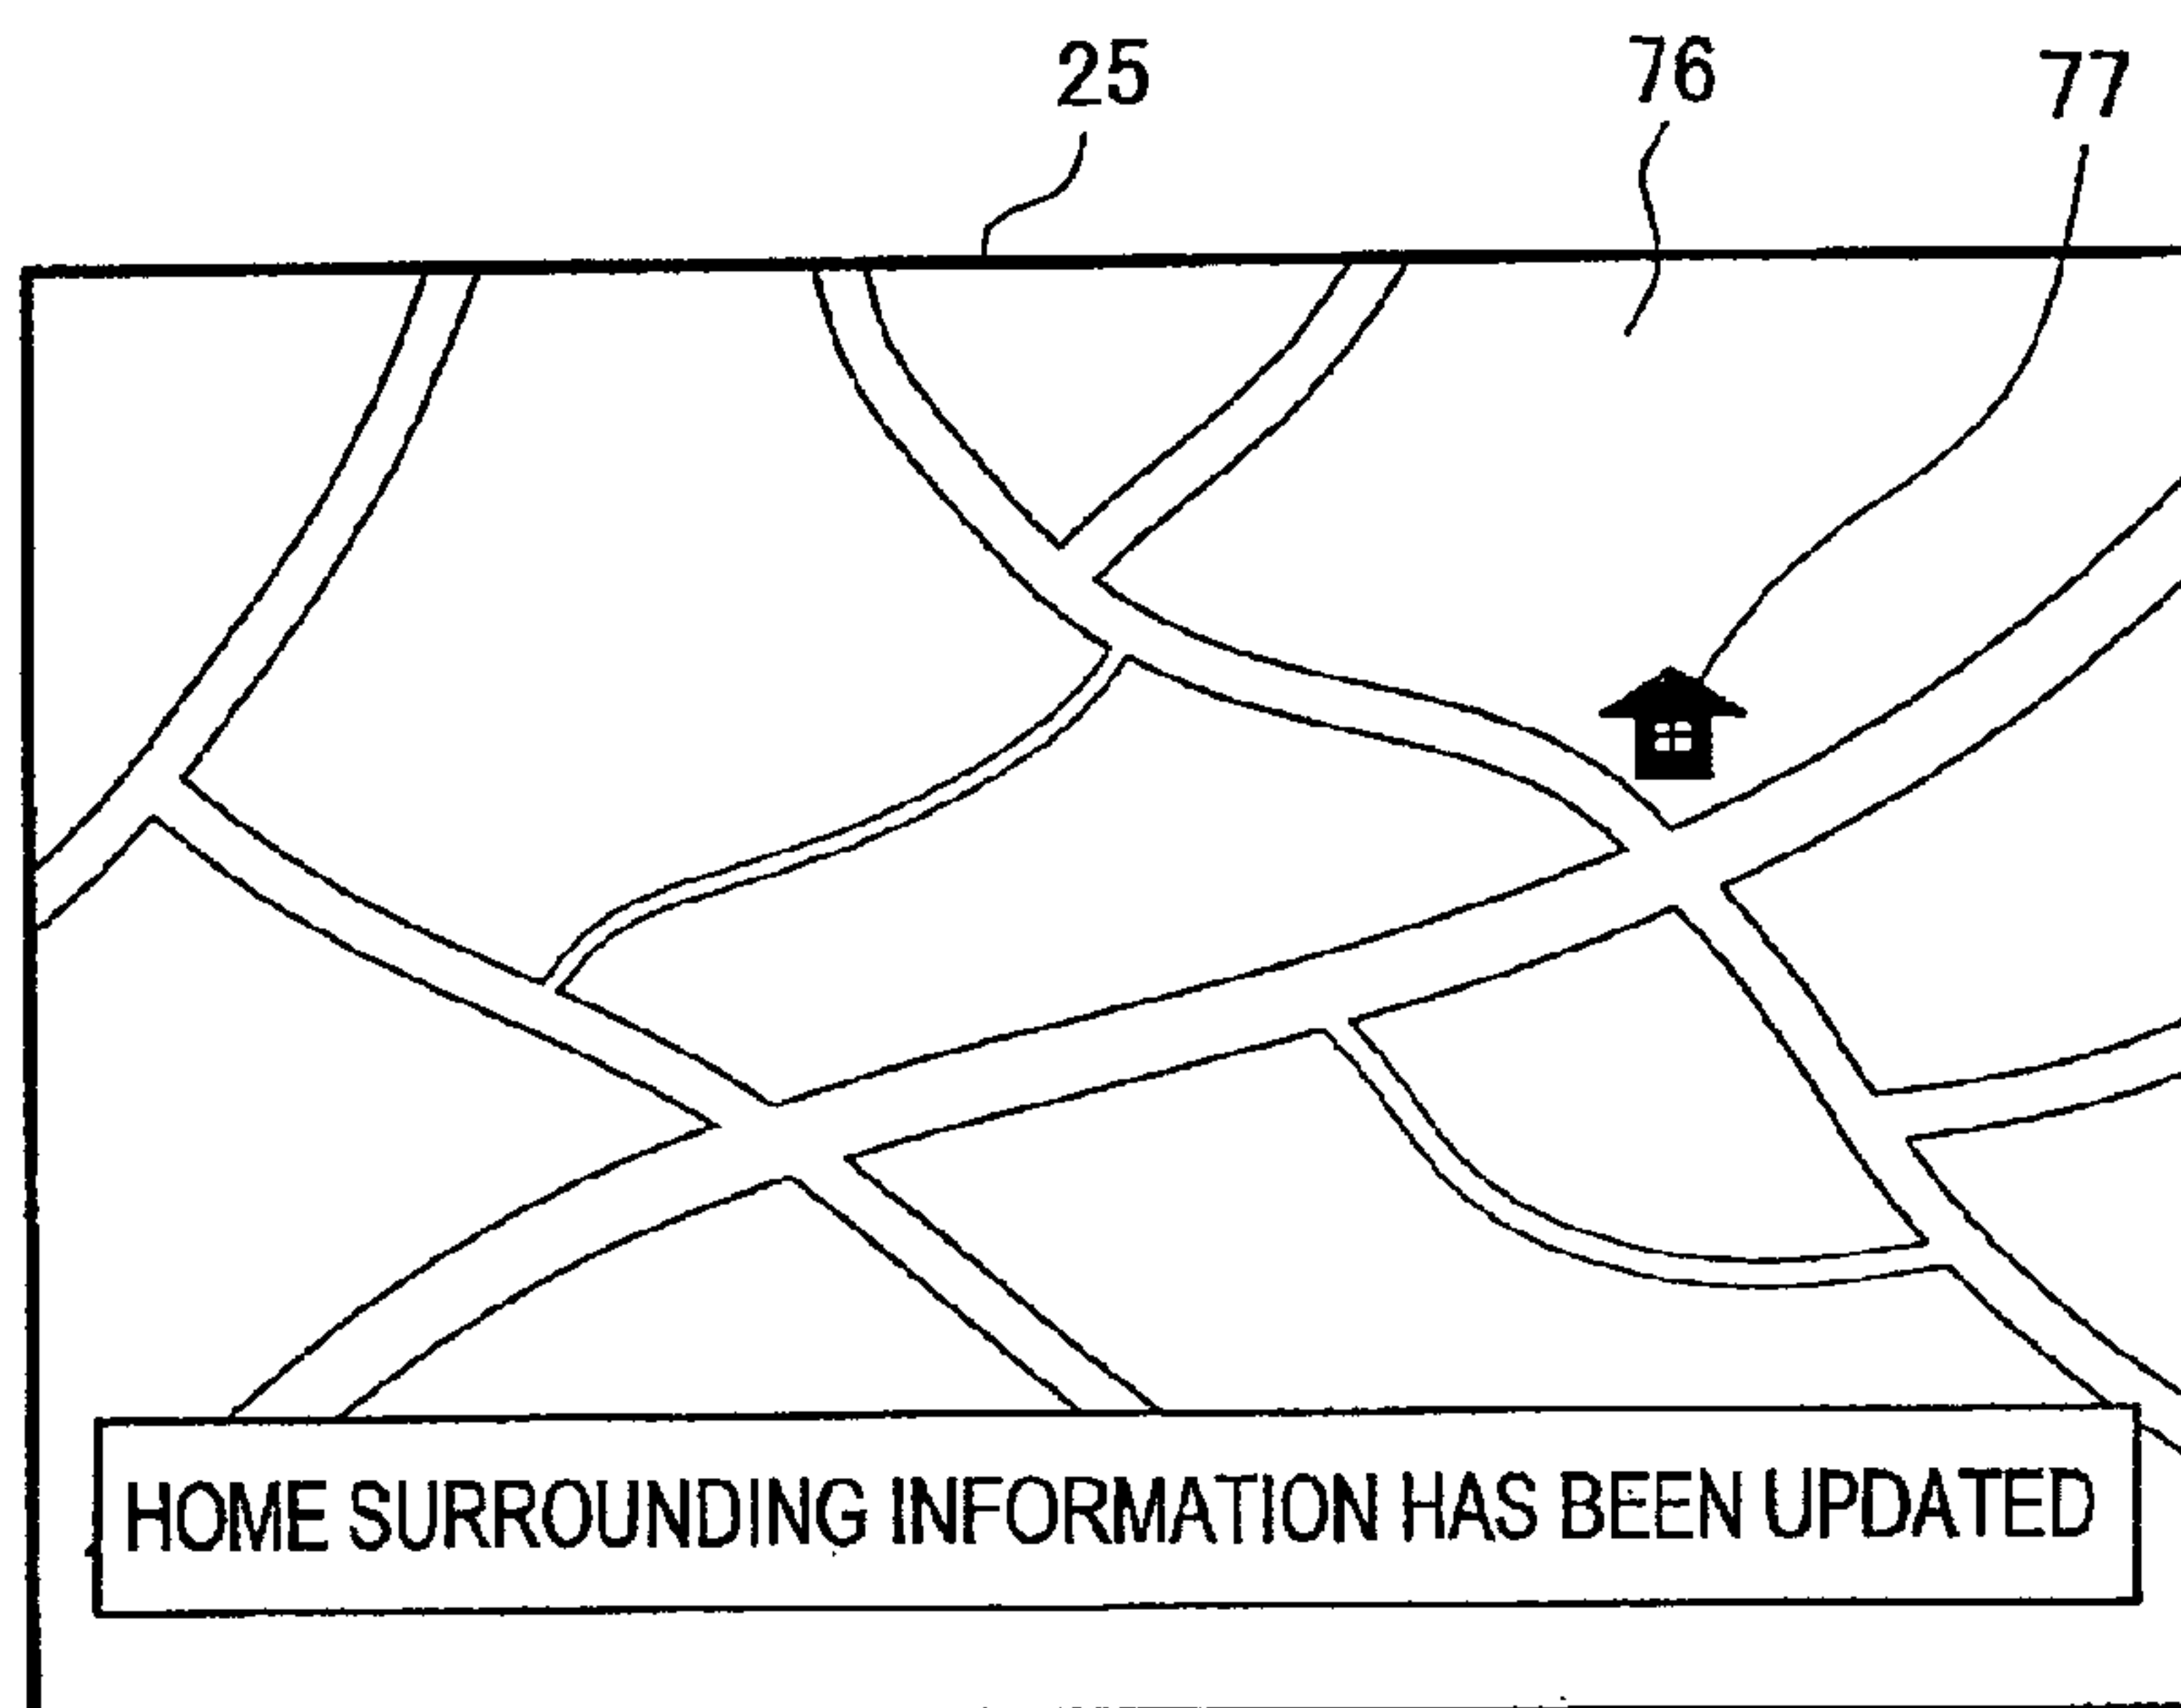 25 76 77
HOME SURROUNDING INFORMATION HAS BEEN UPDATED